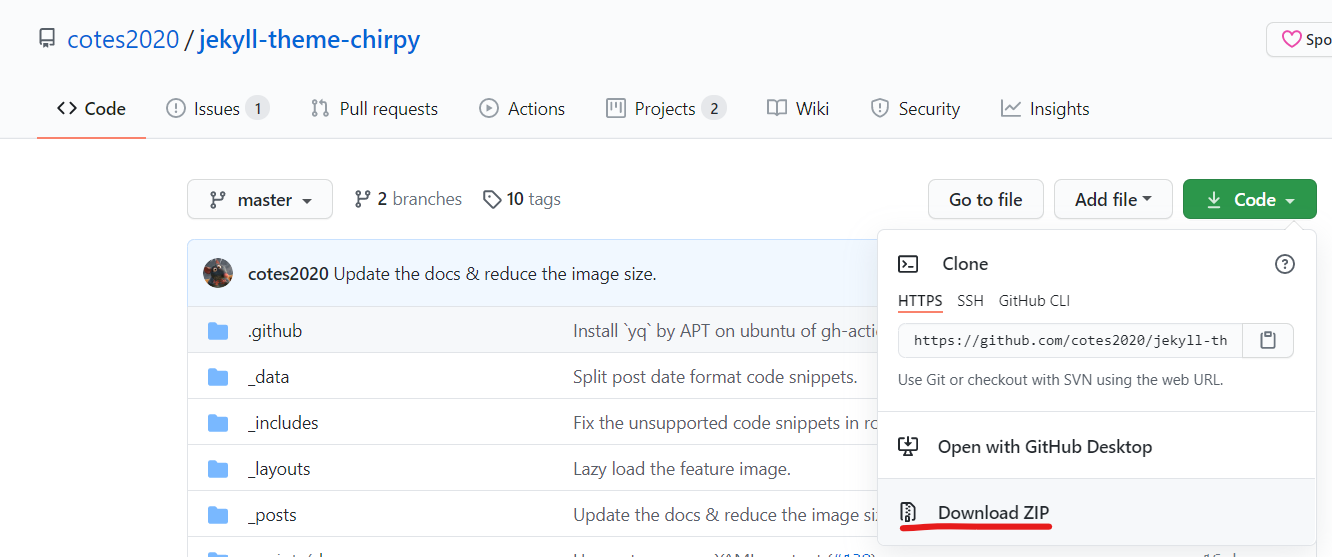 cotes2020 / jekyll-theme-chirpy
Spo
Code
Issues 1
Pull requests
Actions
Projects 2
Wiki
Security
Insights
master
2 branches
10 tags
Go to file
Add file
Code
cotes2020 Update the docs & reduce the image size.
.github Install `yq` by APT on ubuntu of gh-actio
_data Split post date format code snippets.
_includes Fix the unsupported code snippets in ro
_layouts Lazy load the feature image.
_posts Update the docs & reduce the image siz
Clone
HTTPS SSH GitHub CLI
https://github.com/cotes2020/jekyll-th
Use Git or checkout with SVN using the web URL.
Open with GitHub Desktop
Download ZIP